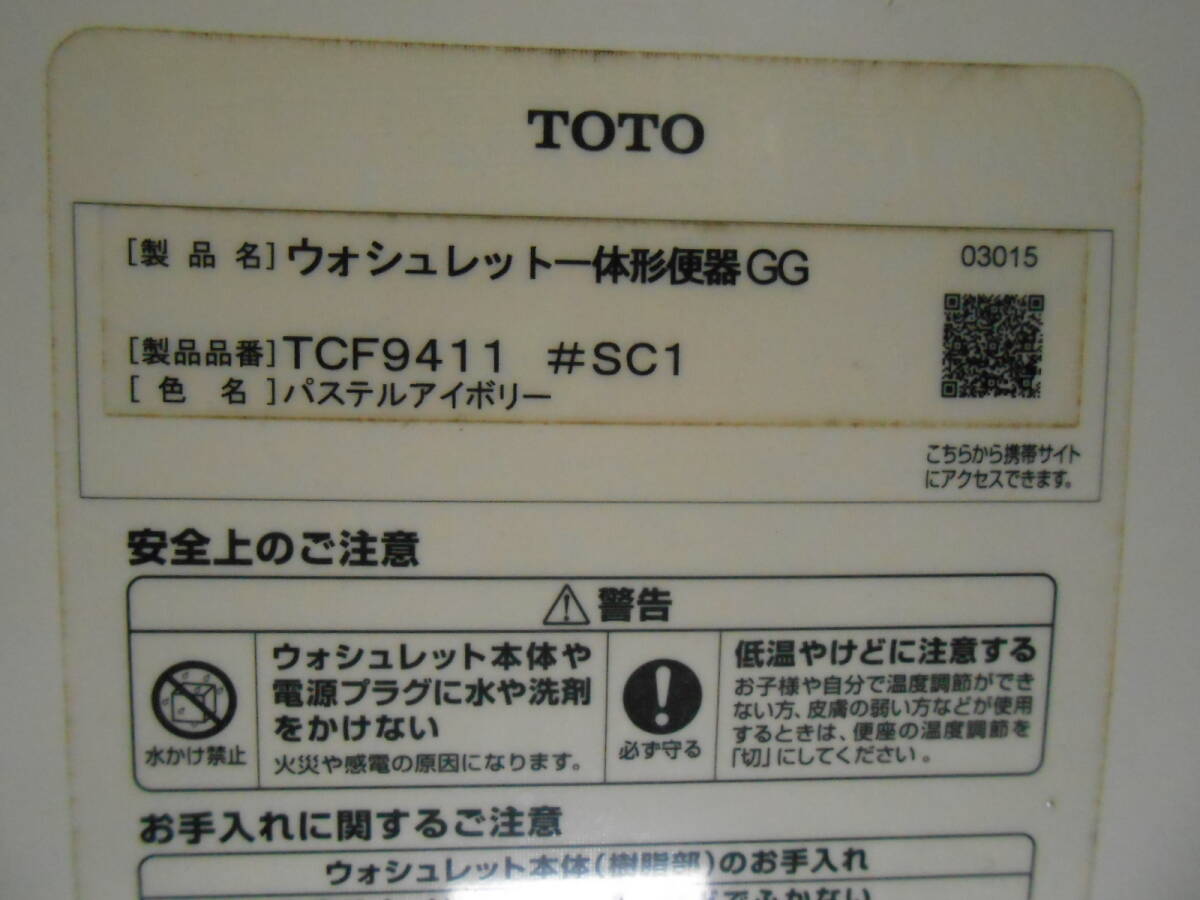 TOTO
[製品名]ウォシュレット一体形便器GG
03015
[製品品番]TCF9411 #SC1
[色名]パステルアイボリー
こちらから携帯サイト
にアクセスできます。
安全上のご注意
警告
水かけ禁止
ウォシュレット本体や
電源プラグに水や洗剤
をかけない
火災や感電の原因になります。
必ず守る
低温やけどに注意する
お子様や自分で温度調節ができ
ない方、皮膚の弱い方などが使用
するときは、便座の温度調節を
「切」にしてください。
お手入れに関するご注意
ウォシュレット本体(樹脂部)のお手入れ
でふかない